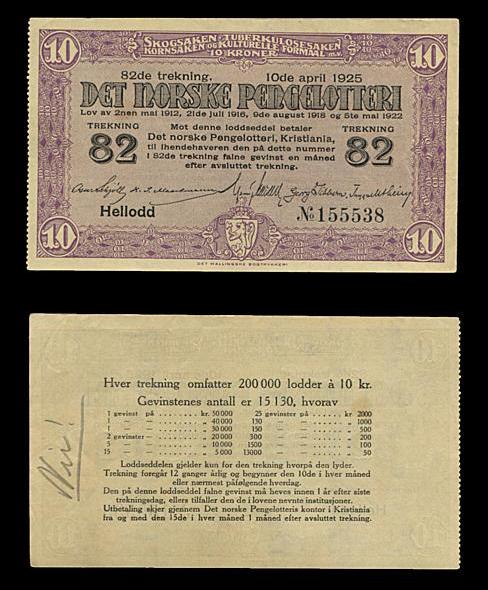 10 SKOGSAKEN - TUBERKULOSESAKEN 10
KORNSAKEN OG KULTURELLE FORMAAL m.v.
10 KRONER
82de trekning. 10de april 1925
DET NORSKE PENGELOTTERI
Lov av 2nen mai 1912, 21de juli 1916, 9de august 1918 og 5te mai 1922
TREKNING Mot denne loddseddel betaler TREKNING
82 Det norske Pengelotteri, Kristiania, 82
til ihendehaveren den på dette nummer
i 82de trekning falne gevinst en måned
efter avsluttet trekning.
Hellodd № 155538
10 10
DET MALLINGSKE BOGTRYKKERI
Hver trekning omfatter 200 000 lodder à 10 kr.
Gevinstenes antall er 15 130, hvorav
1 gevinst på ........ kr. 50 000 25 gevinster på ........ kr. 2000
1 — — ........ „ 40 000 130 — — ........ „ 1000
1 — — ........ „ 30 000 150 — — ........ „ 500
2 gevinster — ........ „ 20 000 300 — — ........ „ 200
5 — — ........ „ 10 000 1500 — — ........ „ 100
15 — — ........ „ 5 000 13000 — — ........ „ 50
Loddseddelen gjelder kun for den trekning hvorpå den lyder.
Trekning foregår 12 ganger årlig og begynner den 10de i hver måned
eller nærmest påfølgende hverdag.
Den på denne loddseddel falne gevinst må heves innen 1 år efter siste
trekningsdag, ellers tilfaller den de i lovene nevnte institusjoner.
Utbetaling skjer gjennem Det norske Pengelotteris kontor i Kristiania
fra og med den 15de i hver måned 1 måned efter avsluttet trekning.